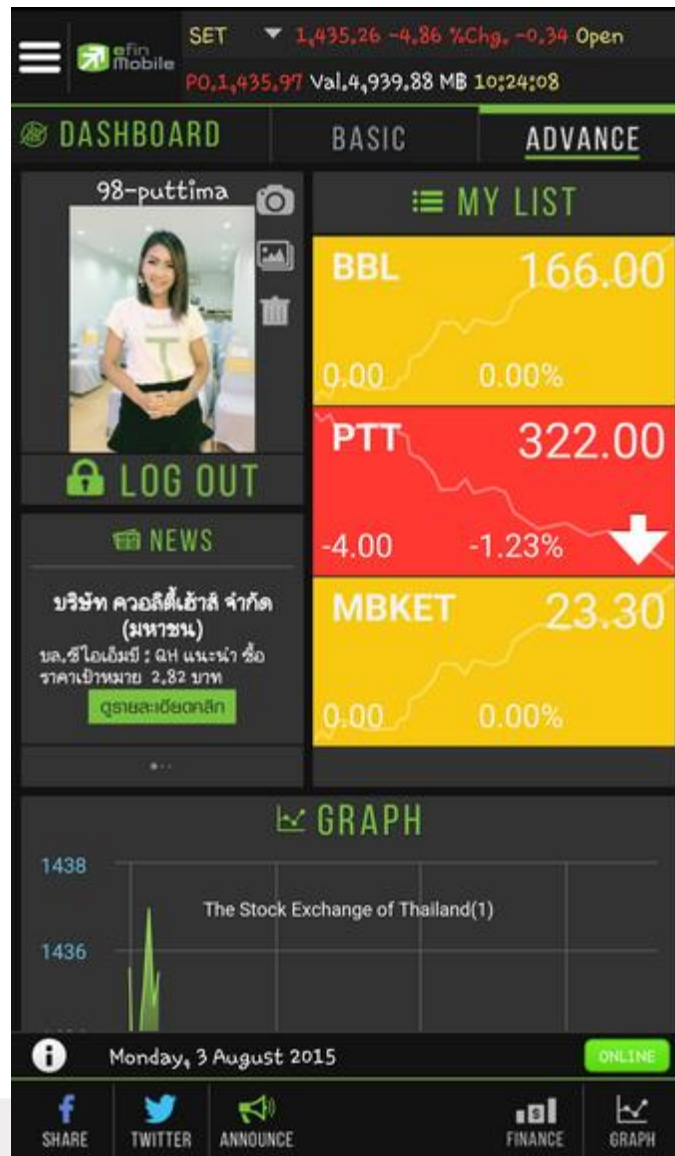 efin Mobile
SET 1,435.26 -4.86 %Chg. -0.34 Open
PO.1,435.97 Val.4,939.88 MB 10:24:08
DASHBOARD
BASIC
ADVANCE
98-puttima
LOG OUT
NEWS
บริษัท ควอลิตี้เฮ้าส์ จำกัด
(มหาชน)
บล.ซีไอเอ็มบี : QH แนะนำ ซื้อ
ราคาเป้าหมาย 2.82 บาท
ดูรายละเอียดคลิก
MY LIST
BBL 166.00
0.00 0.00%
PTT 322.00
-4.00 -1.23%
MBKET 23.30
0.00 0.00%
GRAPH
1438
The Stock Exchange of Thailand(1)
1436
Monday, 3 August 2015
ONLINE
SHARE
TWITTER
ANNOUNCE
FINANCE
GRAPH